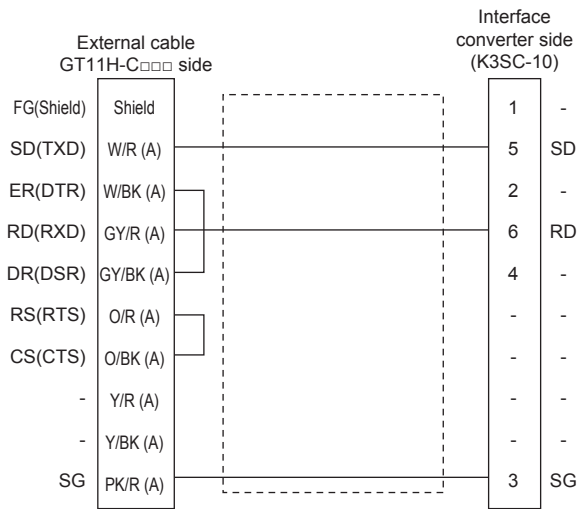 Interface
External cable converter side
GT11H-C□□□ side (K3SC-10)
FG(Shield) Shield 1 -
SD(TXD) W/R (A) 5 SD
ER(DTR) W/BK (A) 2 -
RD(RXD) GY/R (A) 6 RD
DR(DSR) GY/BK (A) 4 -
RS(RTS) O/R (A) - -
CS(CTS) O/BK (A) - -
- Y/R (A) - -
- Y/BK (A) - -
SG PK/R (A) 3 SG